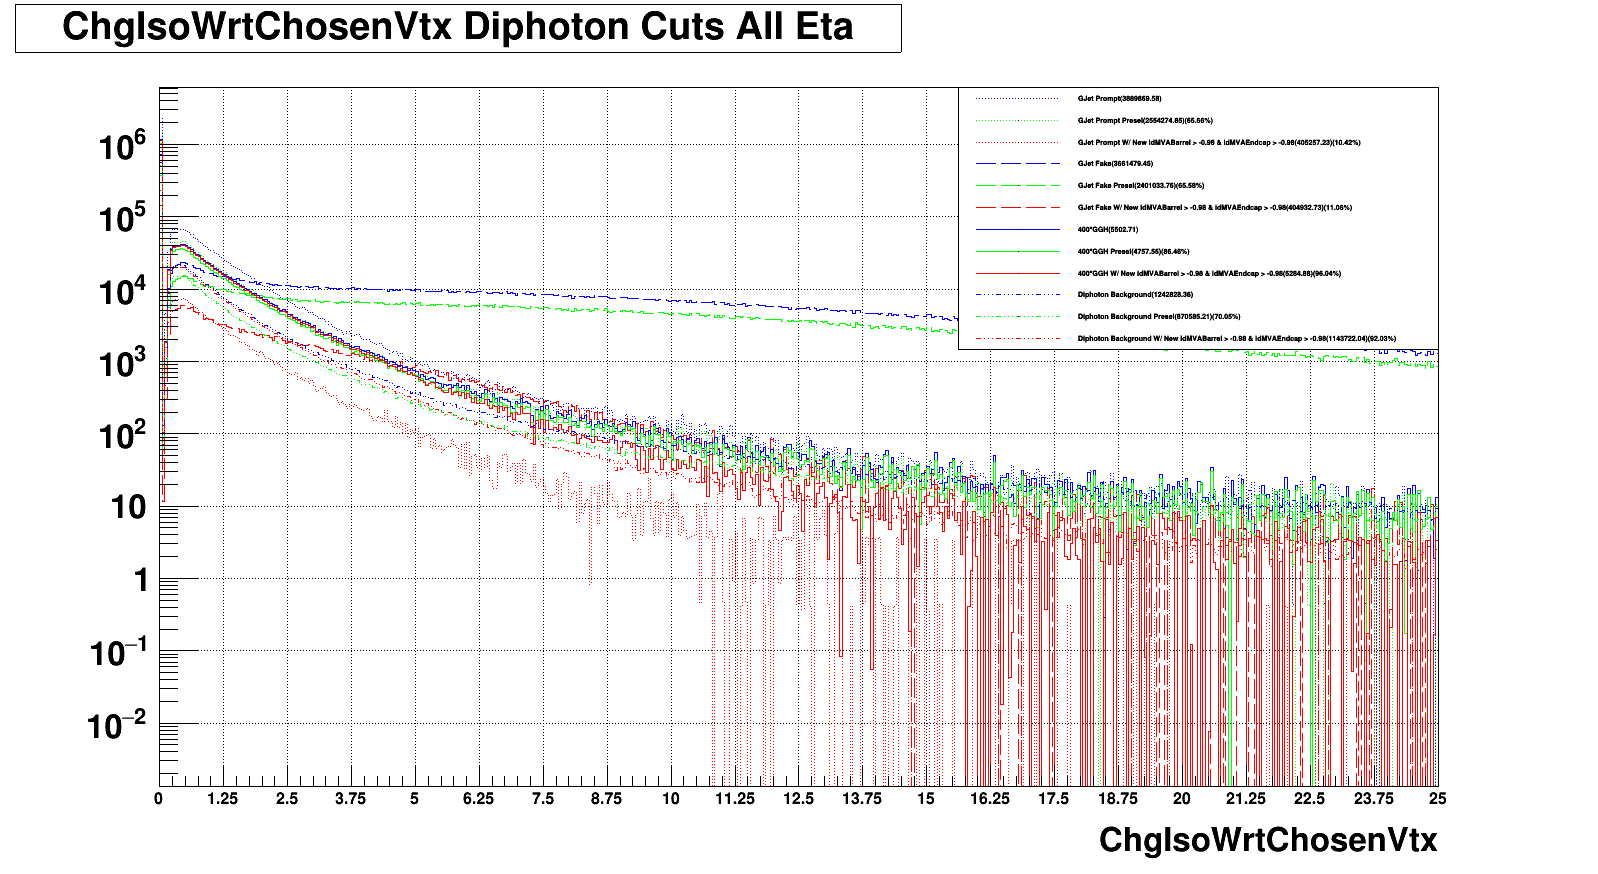 ChgIsoWrtChosenVtx Diphoton Cuts All Eta
GJet Prompt(3889869.58)
GJet Prompt Presel(2554274.85)(65.66%)
GJet Prompt W/ New IdMVABarrel > -0.98 & IdMVAEndcap > -0.98(405257.23)(10.42%)
GJet Fake(3661479.45)
GJet Fake Presel(2401033.75)(65.58%)
GJet Fake W/ New IdMVABarrel > -0.98 & IdMVAEndcap > -0.98(404932.73)(11.06%)
400*GGH(5502.71)
400*GGH Presel(4757.55)(86.46%)
400*GGH W/ New IdMVABarrel > -0.98 & IdMVAEndcap > -0.98(5284.88)(96.04%)
Diphoton Background(1242828.36)
Diphoton Background Presel(870585.21)(70.05%)
Diphoton Background W/ New IdMVABarrel > -0.98 & IdMVAEndcap > -0.98(1143722.04)(92.03%)
10^6
10^5
10^4
10^3
10^2
10
1
10^−1
10^−2
0 1.25 2.5 3.75 5 6.25 7.5 8.75 10 11.25 12.5 13.75 15 16.25 17.5 18.75 20 21.25 22.5 23.75 25
ChgIsoWrtChosenVtx